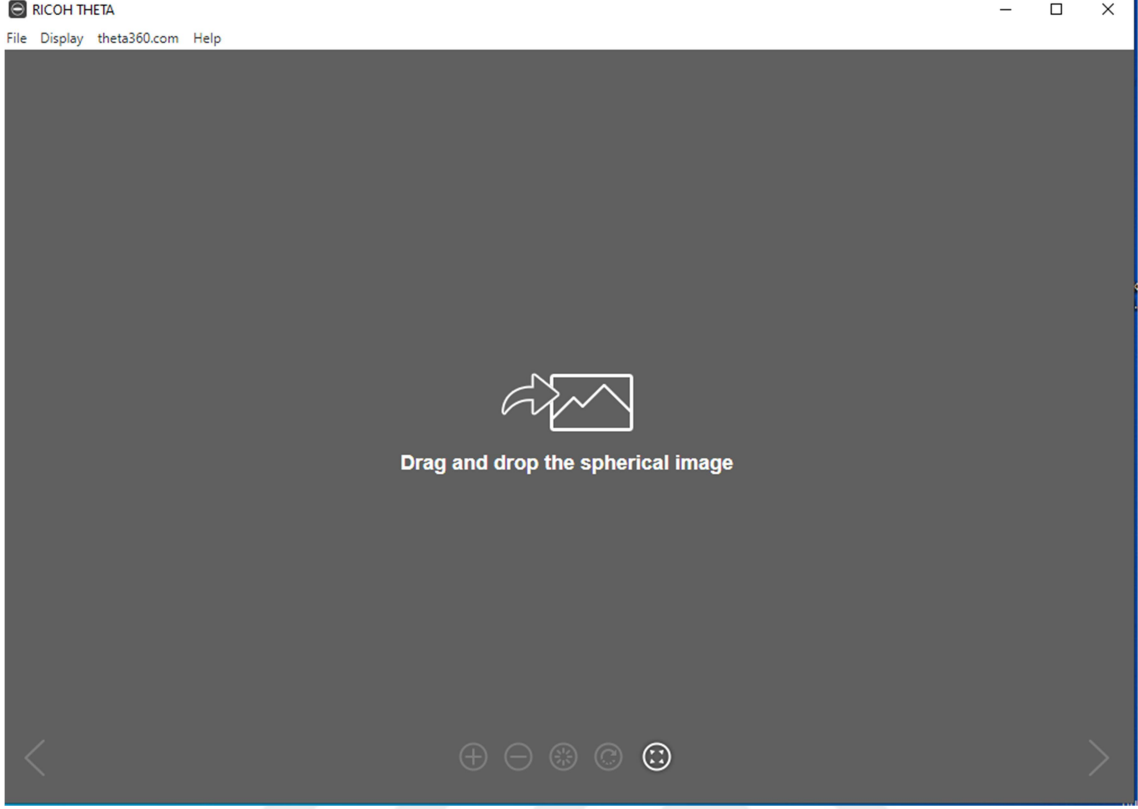 RICOH THETA
File Display theta360.com Help
Drag and drop the spherical image